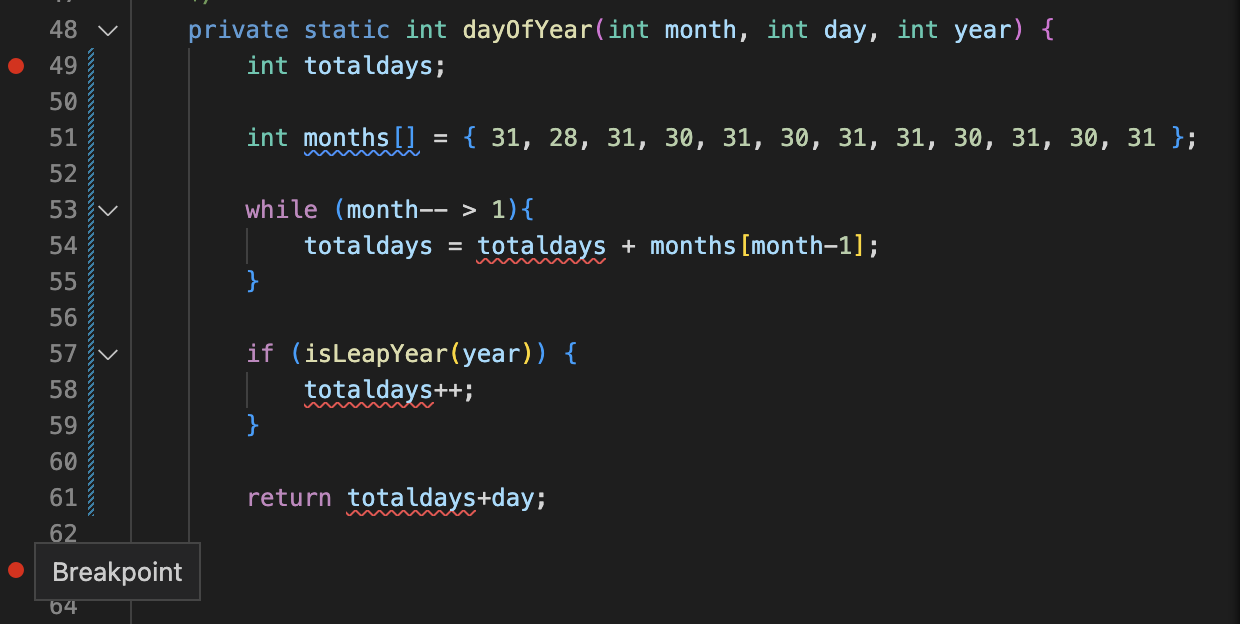 48 private static int dayOfYear(int month, int day, int year) {
49 int totaldays;
50
51 int months[] = { 31, 28, 31, 30, 31, 30, 31, 31, 30, 31, 30, 31 };
52
53 while (month-- > 1){
54 totaldays = totaldays + months[month-1];
55 }
56
57 if (isLeapYear(year)) {
58 totaldays++;
59 }
60
61 return totaldays+day;
62
Breakpoint
64